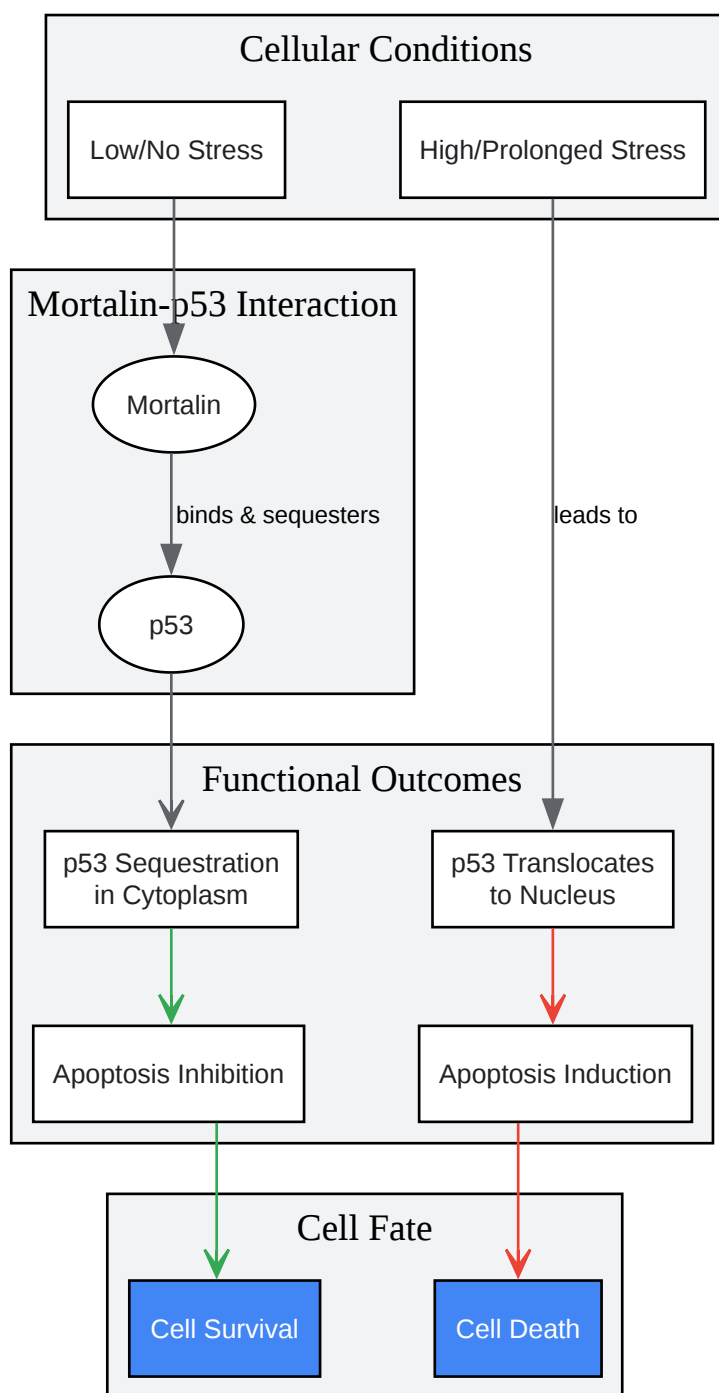 Cellular Conditions
Low/No Stress
High/Prolonged Stress
Mortalin-p53 Interaction
Mortalin
binds & sequesters
leads to
p53
Functional Outcomes
p53 Sequestration
in Cytoplasm
p53 Translocates
to Nucleus
Apoptosis Inhibition
Apoptosis Induction
Cell Fate
Cell Survival
Cell Death